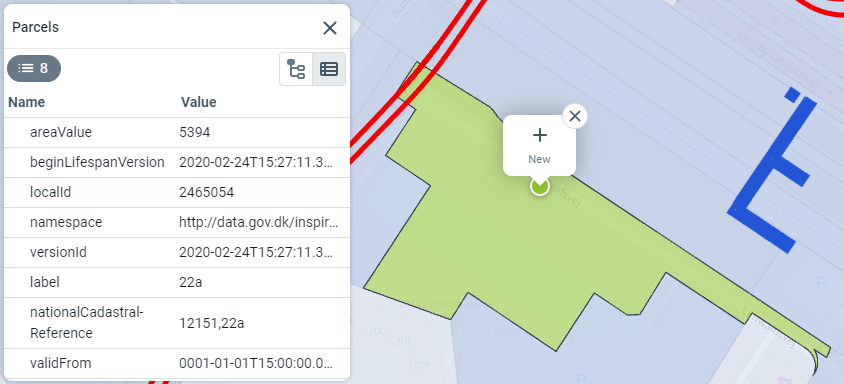 Parcels
8
Name Value
areaValue 5394
beginLifespanVersion 2020-02-24T15:27:11.3...
localId 2465054
namespace http://data.gov.dk/inspir...
versionId 2020-02-24T15:27:11.3...
label 22a
nationalCadastral-
Reference 12151,22a
validFrom 0001-01-01T15:00:00.0...
New
20G
20E
P
P